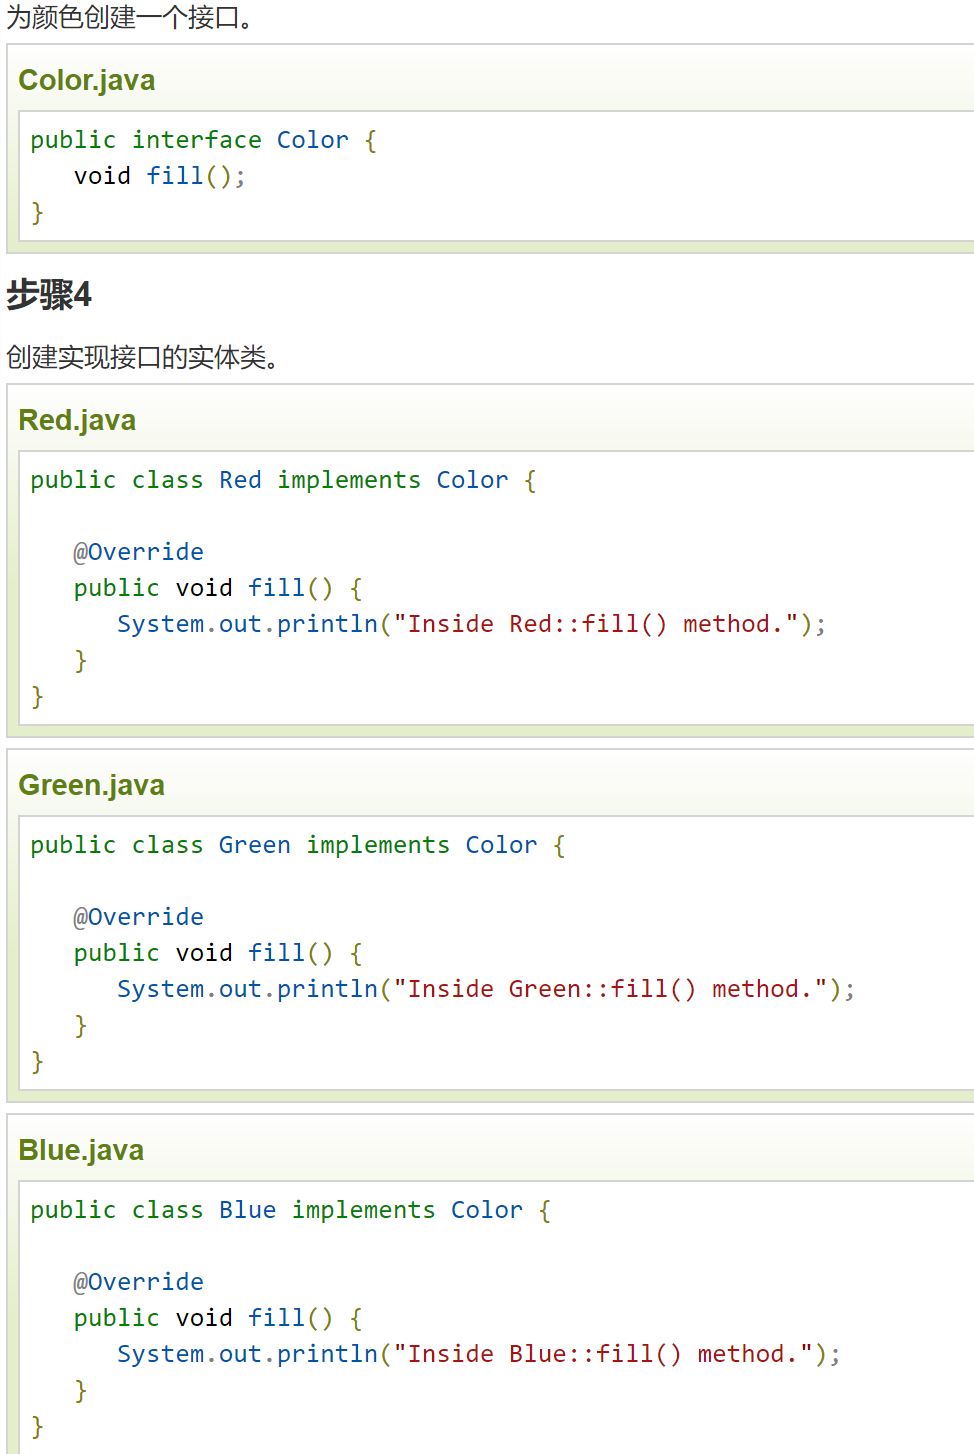 为颜色创建一个接口。
Color.java
public interface Color {
   void fill();
}
步骤4
创建实现接口的实体类。
Red.java
public class Red implements Color {

   @Override
   public void fill() {
      System.out.println("Inside Red::fill() method.");
   }
}
Green.java
public class Green implements Color {

   @Override
   public void fill() {
      System.out.println("Inside Green::fill() method.");
   }
}
Blue.java
public class Blue implements Color {

   @Override
   public void fill() {
      System.out.println("Inside Blue::fill() method.");
   }
}